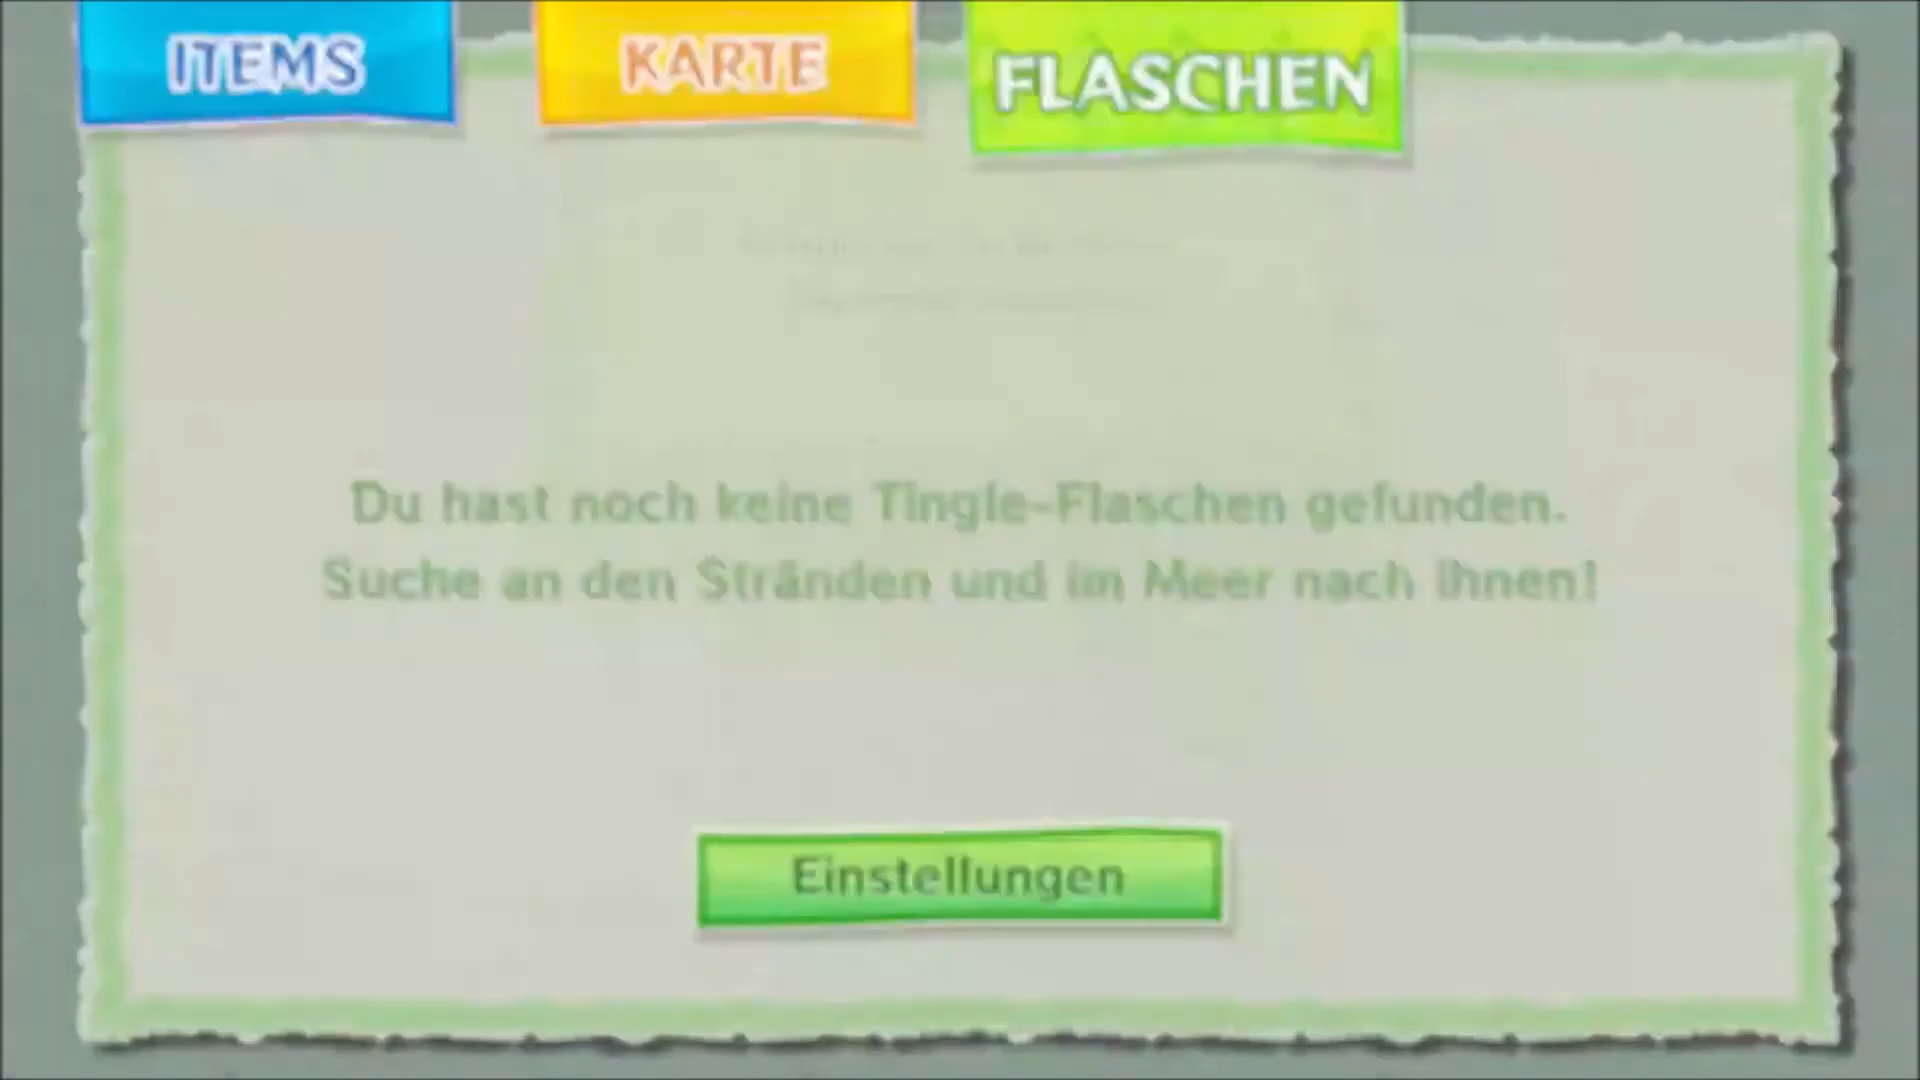 ITEMS
KARTE
FLASCHEN
Du hast noch keine Tingle-Flaschen gefunden.
Suche an den Stränden und im Meer nach ihnen!
Einstellungen